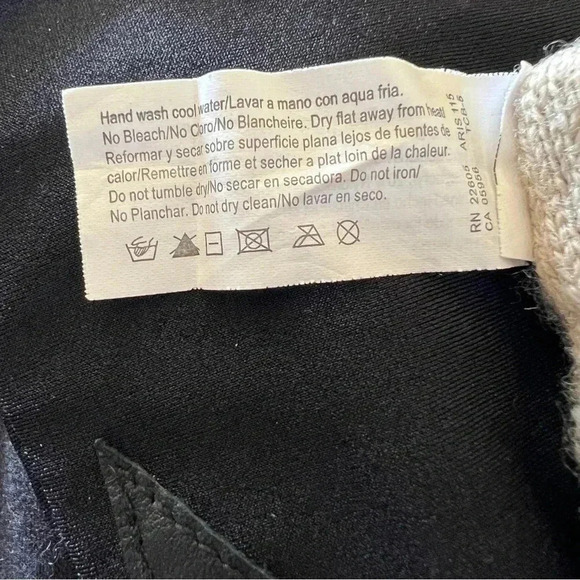 Hand wash cool water/Lavar a mano con aqua fria.
No Bleach/No Cloro/No Blancheire. Dry flat away from heat/
Reformar y secar sobre superficie plana lejos de fuentes de
calor/Remettre en forme et secher a plat loin de la chaleur.
Do not tumble dry/No secar en secadora. Do not iron/
No Planchar. Do not dry clean/No lavar en seco.
RN 22605 ARIS 115
CA 05956 TCB-5